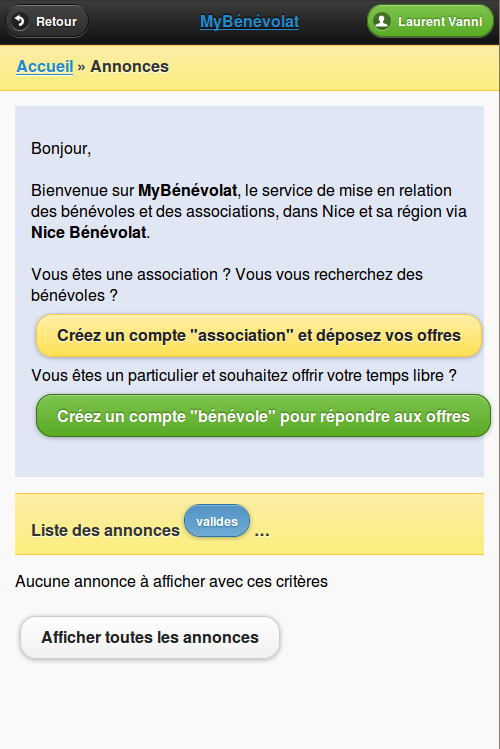 Retour
MyBénévolat
Laurent Vanni
Accueil » Annonces
Bonjour,
Bienvenue sur MyBénévolat, le service de mise en relation
des bénévoles et des associations, dans Nice et sa région via
Nice Bénévolat.
Vous êtes une association ? Vous vous recherchez des
bénévoles ?
Créez un compte "association" et déposez vos offres
Vous êtes un particulier et souhaitez offrir votre temps libre ?
Créez un compte "bénévole" pour répondre aux offres
Liste des annonces valides ...
Aucune annonce à afficher avec ces critères
Afficher toutes les annonces